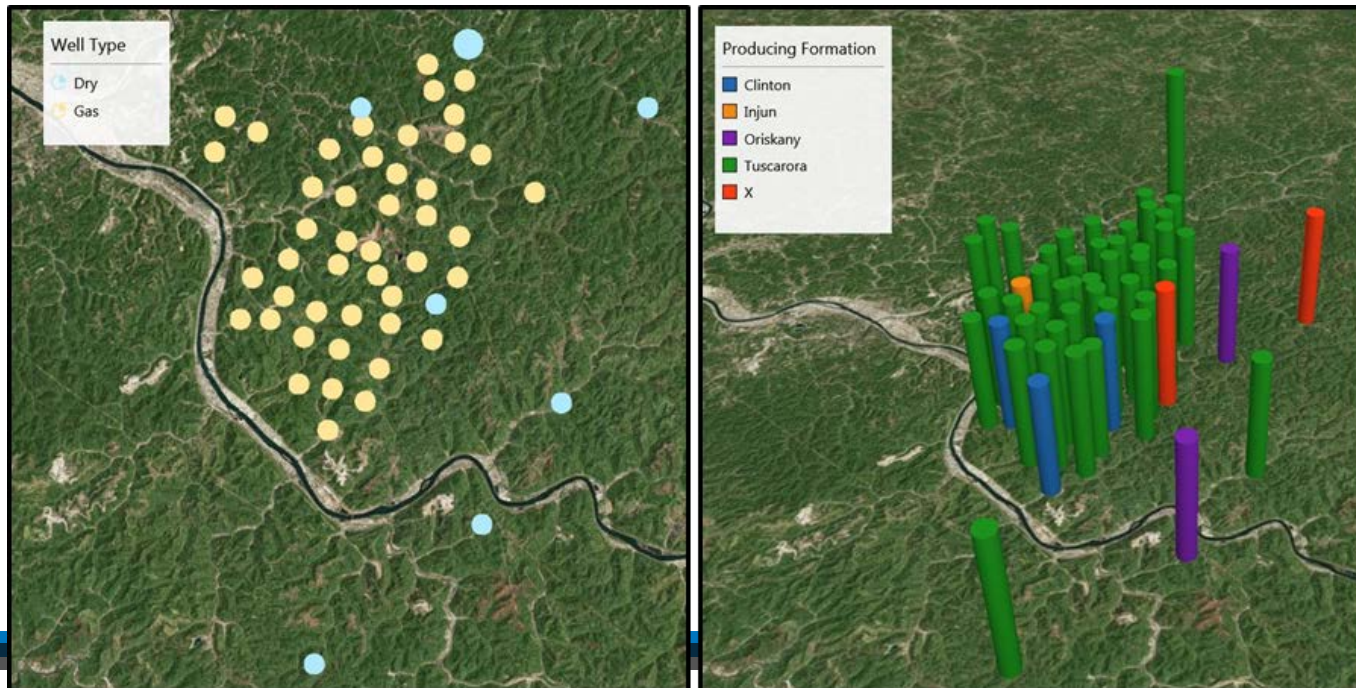 Well Type
Dry
Gas
Producing Formation
Clinton
Injun
Oriskany
Tuscarora
X